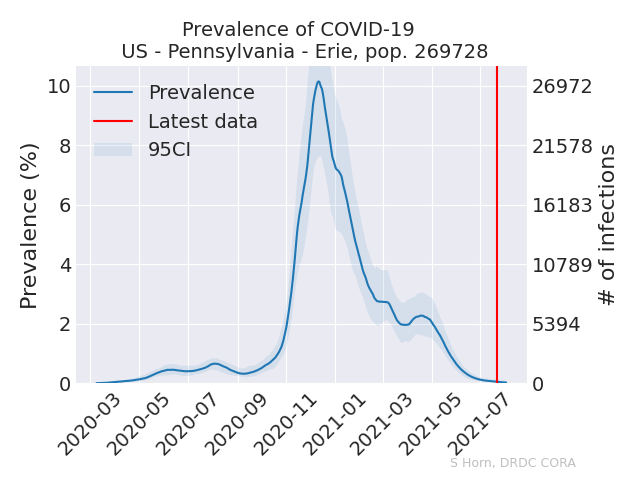 Prevalence of COVID-19
US - Pennsylvania - Erie, pop. 269728
Prevalence
Latest data
95CI
Prevalence (%)
10
8
6
4
2
0
26972
21578
16183
10789
5394
0
# of infections
2020-03
2020-05
2020-07
2020-09
2020-11
2021-01
2021-03
2021-05
2021-07
S Horn, DRDC CORA